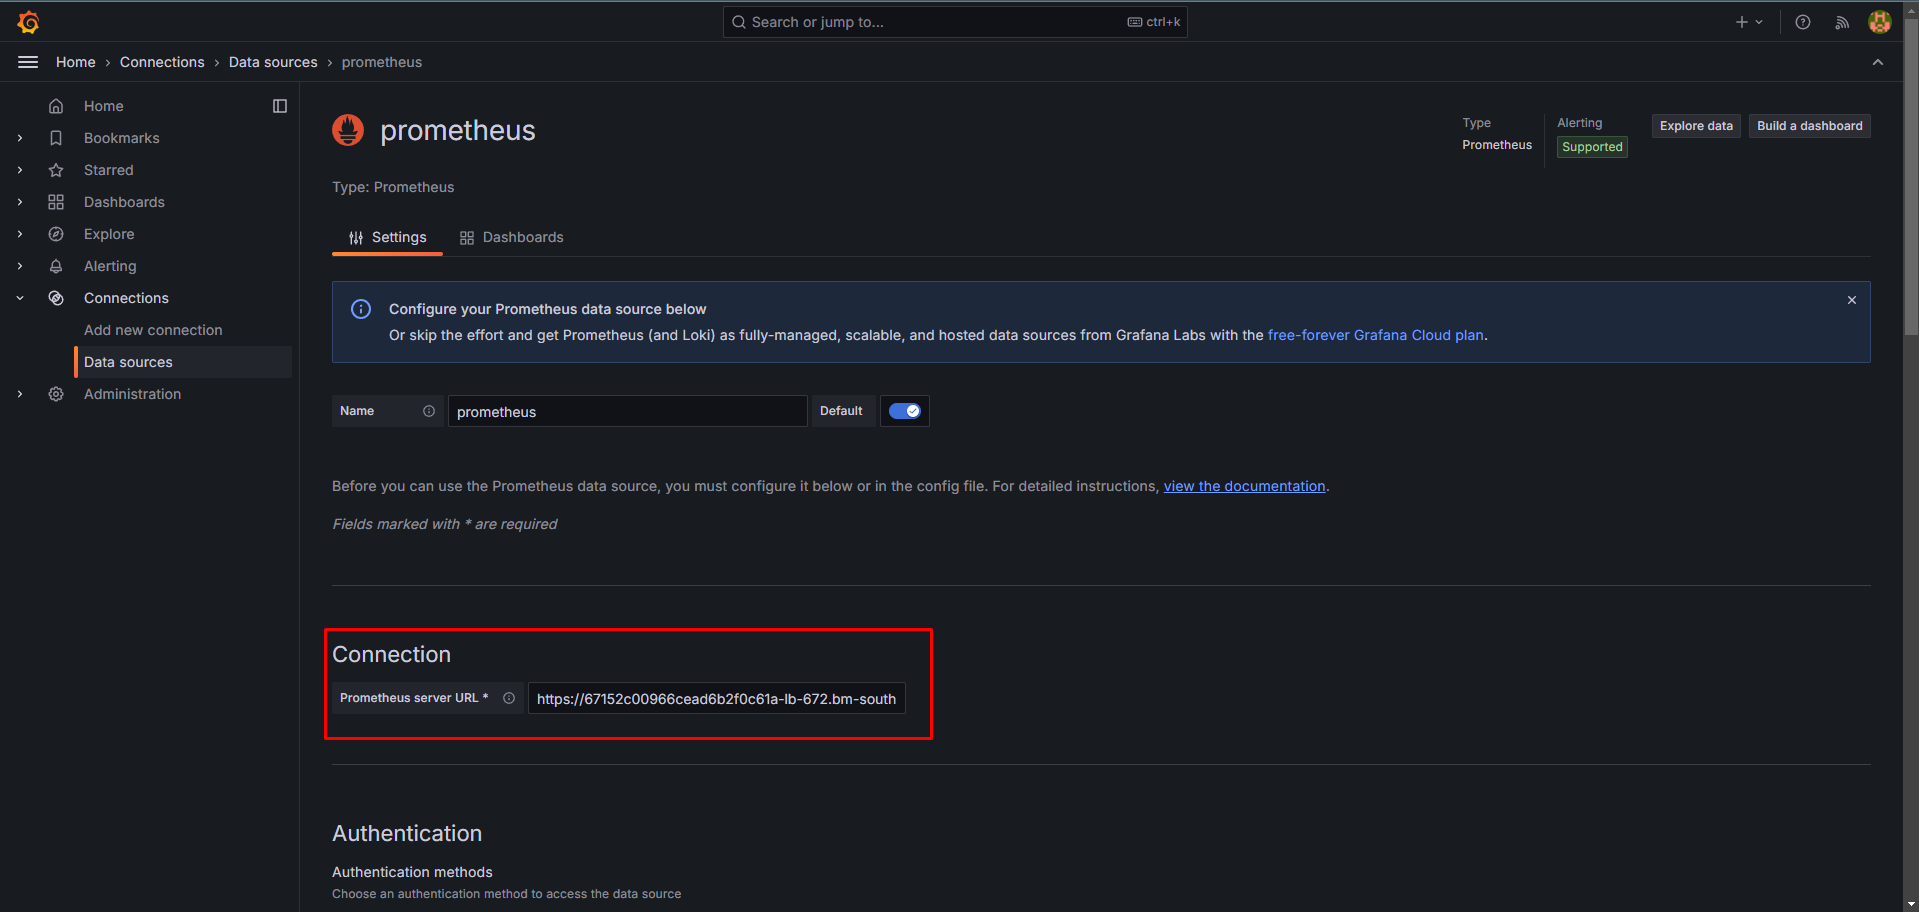 Search or jump to... ctrl+k
Home › Connections › Data sources › prometheus
Home
Bookmarks
Starred
Dashboards
Explore
Alerting
Connections
Add new connection
Data sources
Administration
prometheus
Type
Prometheus
Alerting
Supported
Explore data
Build a dashboard
Type: Prometheus
Settings
Dashboards
Configure your Prometheus data source below
Or skip the effort and get Prometheus (and Loki) as fully-managed, scalable, and hosted data sources from Grafana Labs with the free-forever Grafana Cloud plan.
Name prometheus Default
Before you can use the Prometheus data source, you must configure it below or in the config file. For detailed instructions, view the documentation.
Fields marked with * are required
Connection
Prometheus server URL * https://67152c00966cead6b2f0c61a-lb-672.bm-south
Authentication
Authentication methods
Choose an authentication method to access the data source